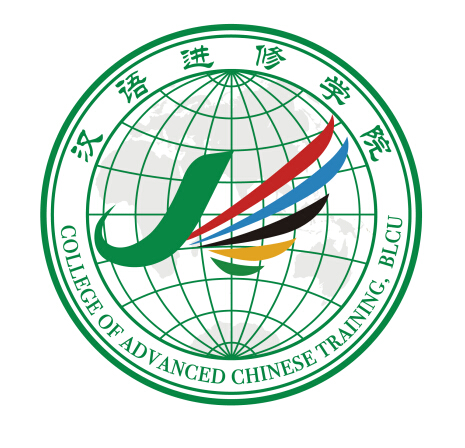 汉语进修学院
COLLEGE OF ADVANCED CHINESE TRAINING, BLCU